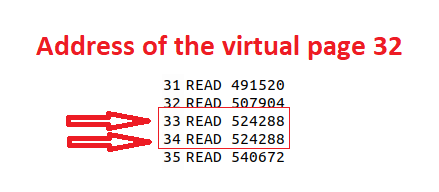 Address of the virtual page 32
31 READ 491520
32 READ 507904
33 READ 524288
34 READ 524288
35 READ 540672